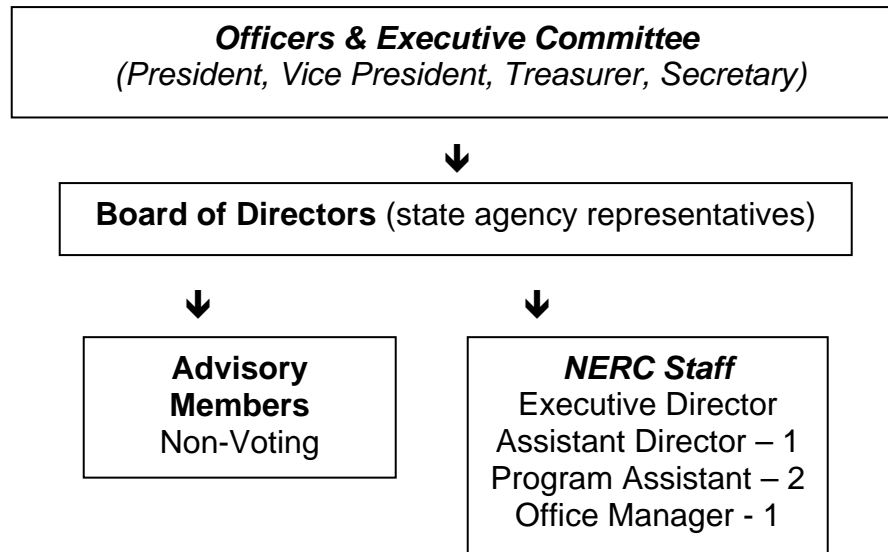 Officers & Executive Committee
(President, Vice President, Treasurer, Secretary)
Board of Directors (state agency representatives)
Advisory
Members
Non-Voting
NERC Staff
Executive Director
Assistant Director – 1
Program Assistant – 2
Office Manager - 1